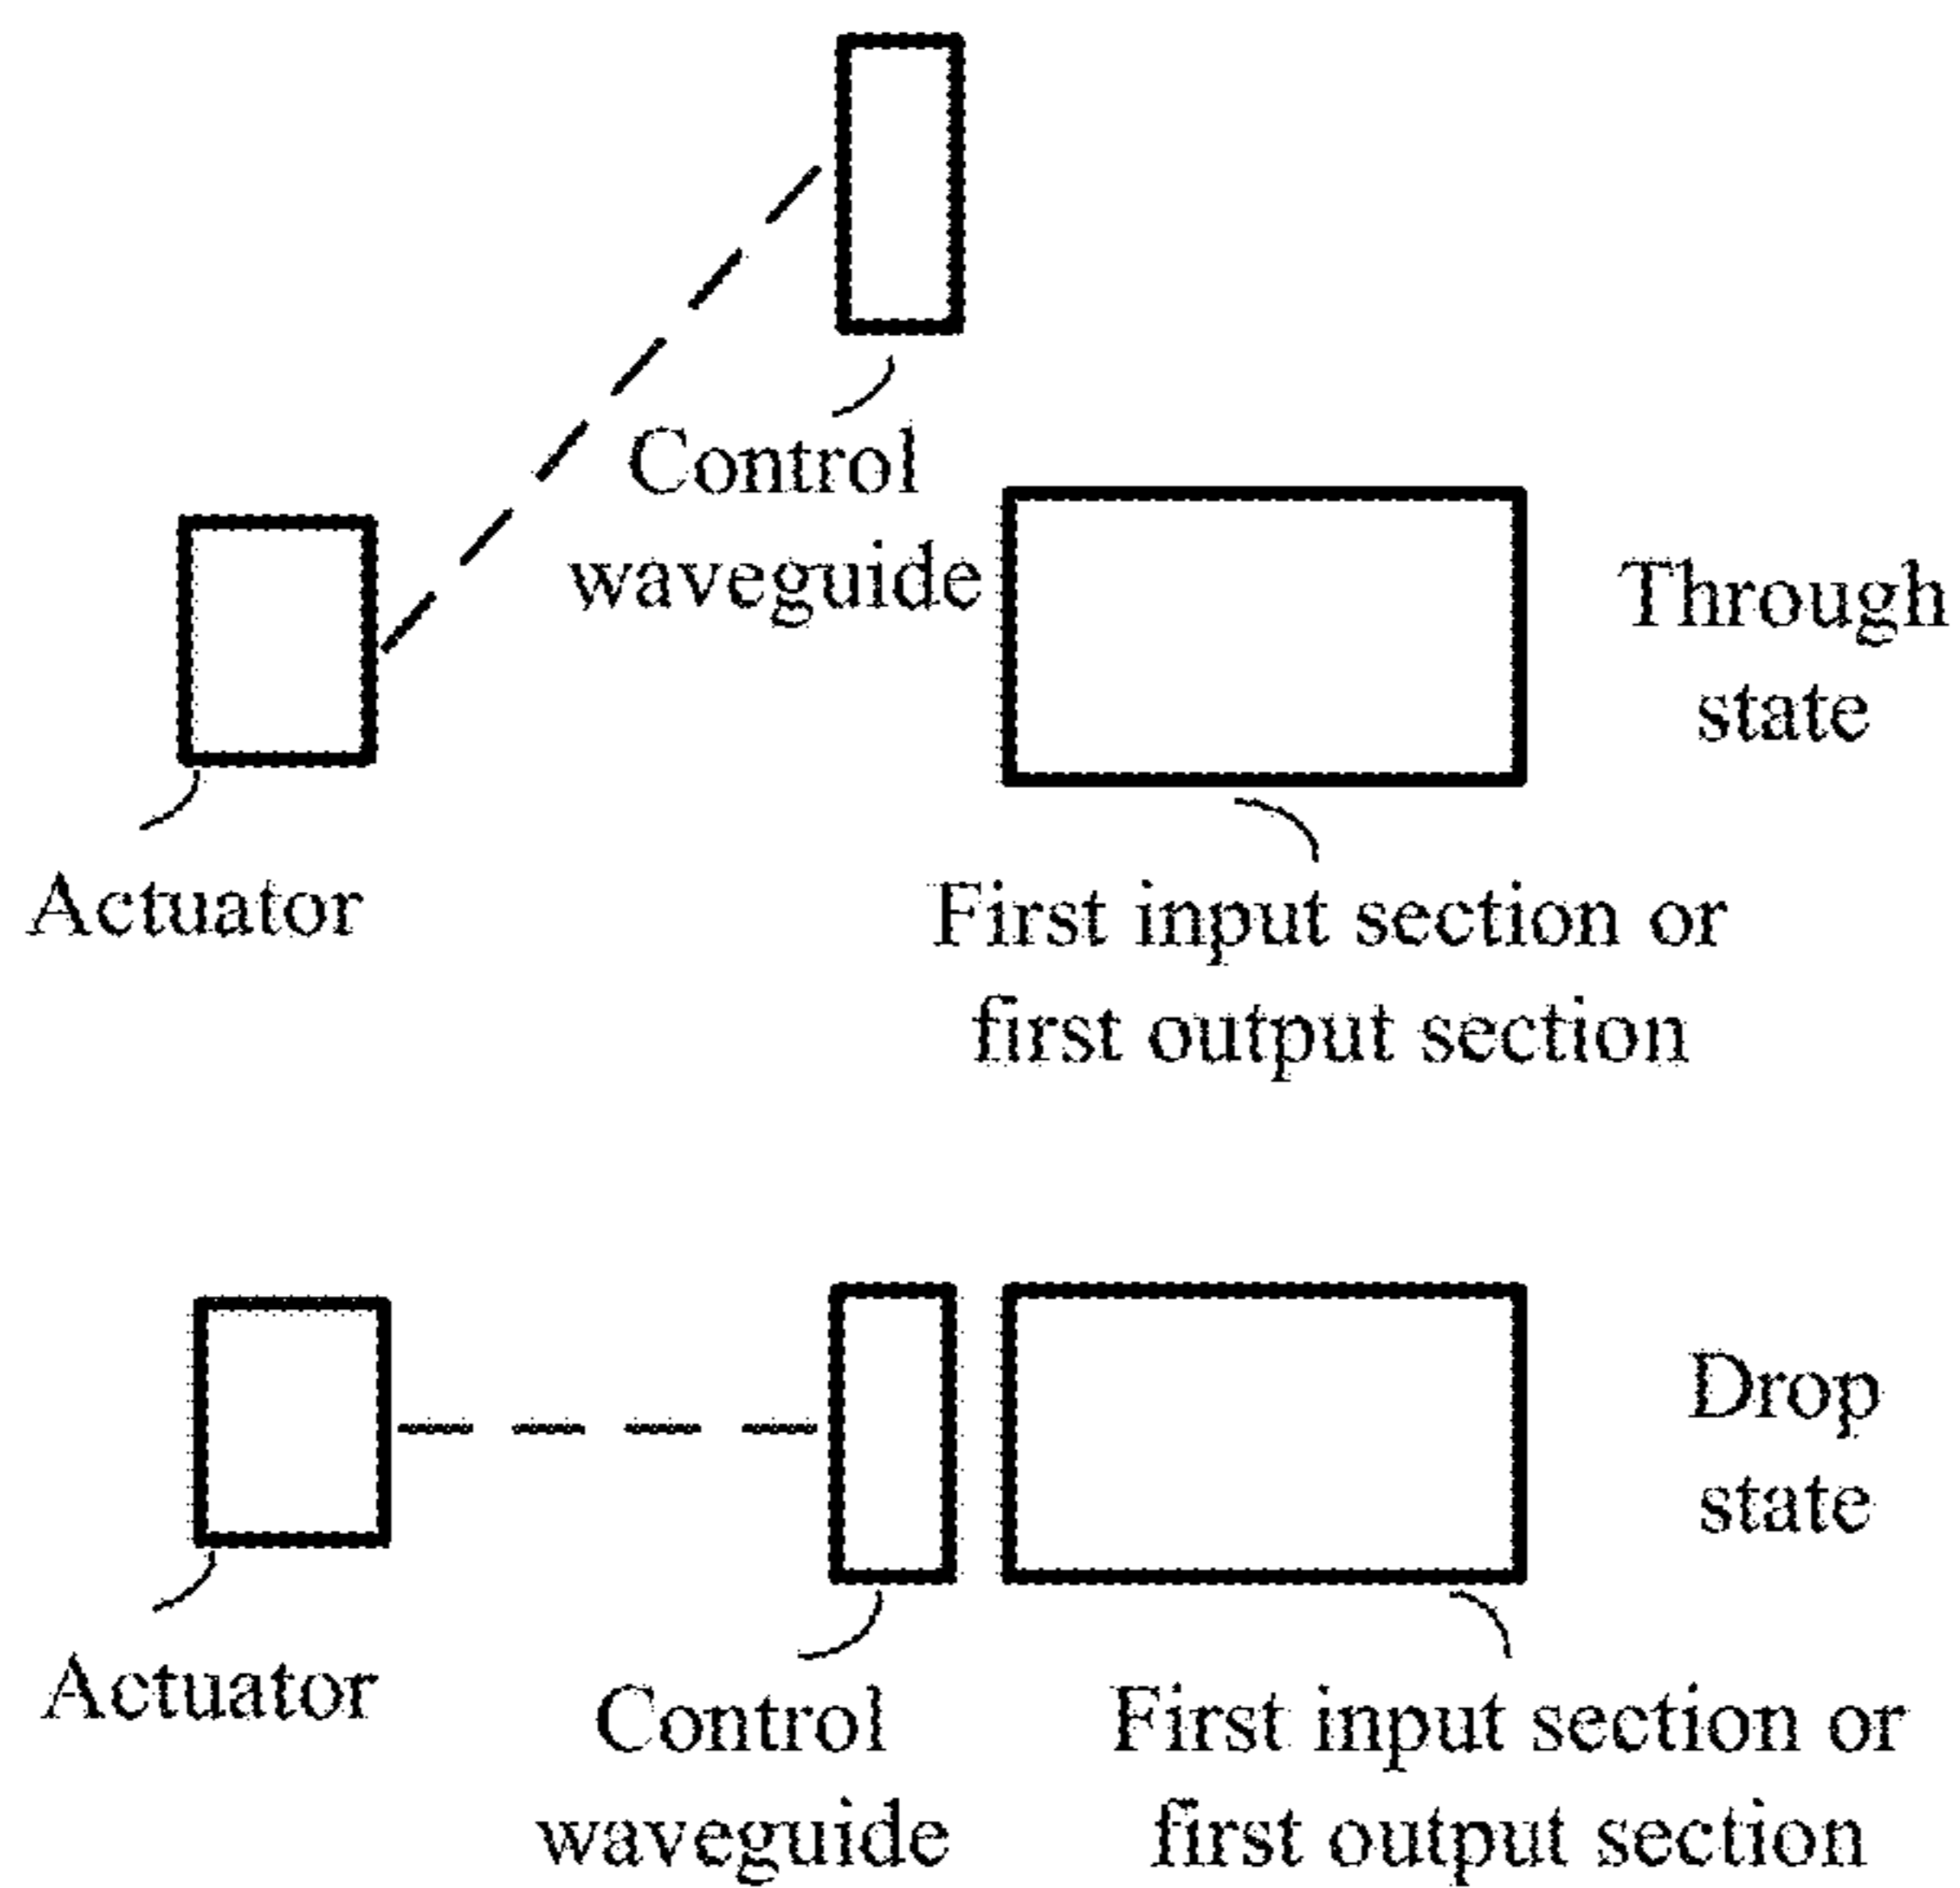 Control
waveguide
Through
state
Actuator
First input section or
first output section
Drop
state
Actuator
Control
waveguide
First input section or
first output section